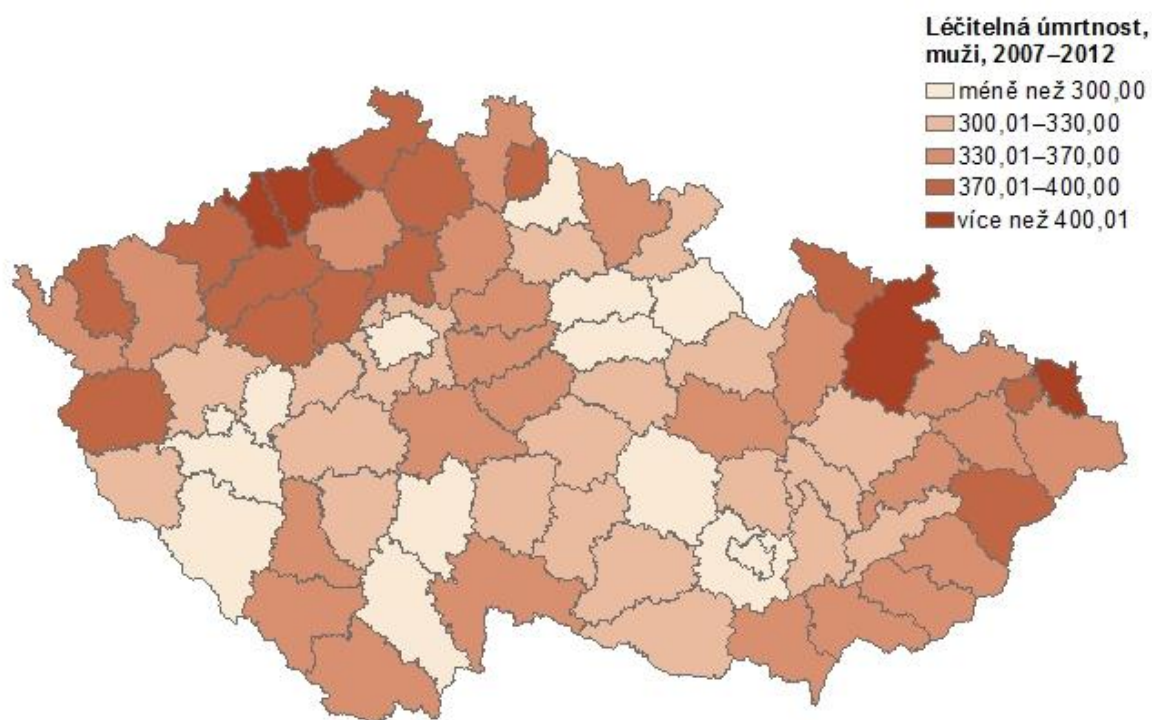 Léčitelná úmrtnost,
muži, 2007–2012
méně než 300,00
300,01–330,00
330,01–370,00
370,01–400,00
více než 400,01